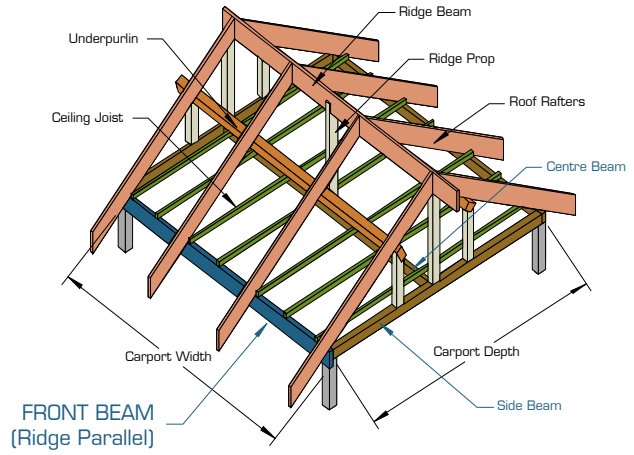 Ridge Beam
Underpurlin
Ridge Prop
Ceiling Joist
Roof Rafters
Centre Beam
Carport Width
Carport Depth
Side Beam
FRONT BEAM
(Ridge Parallel)